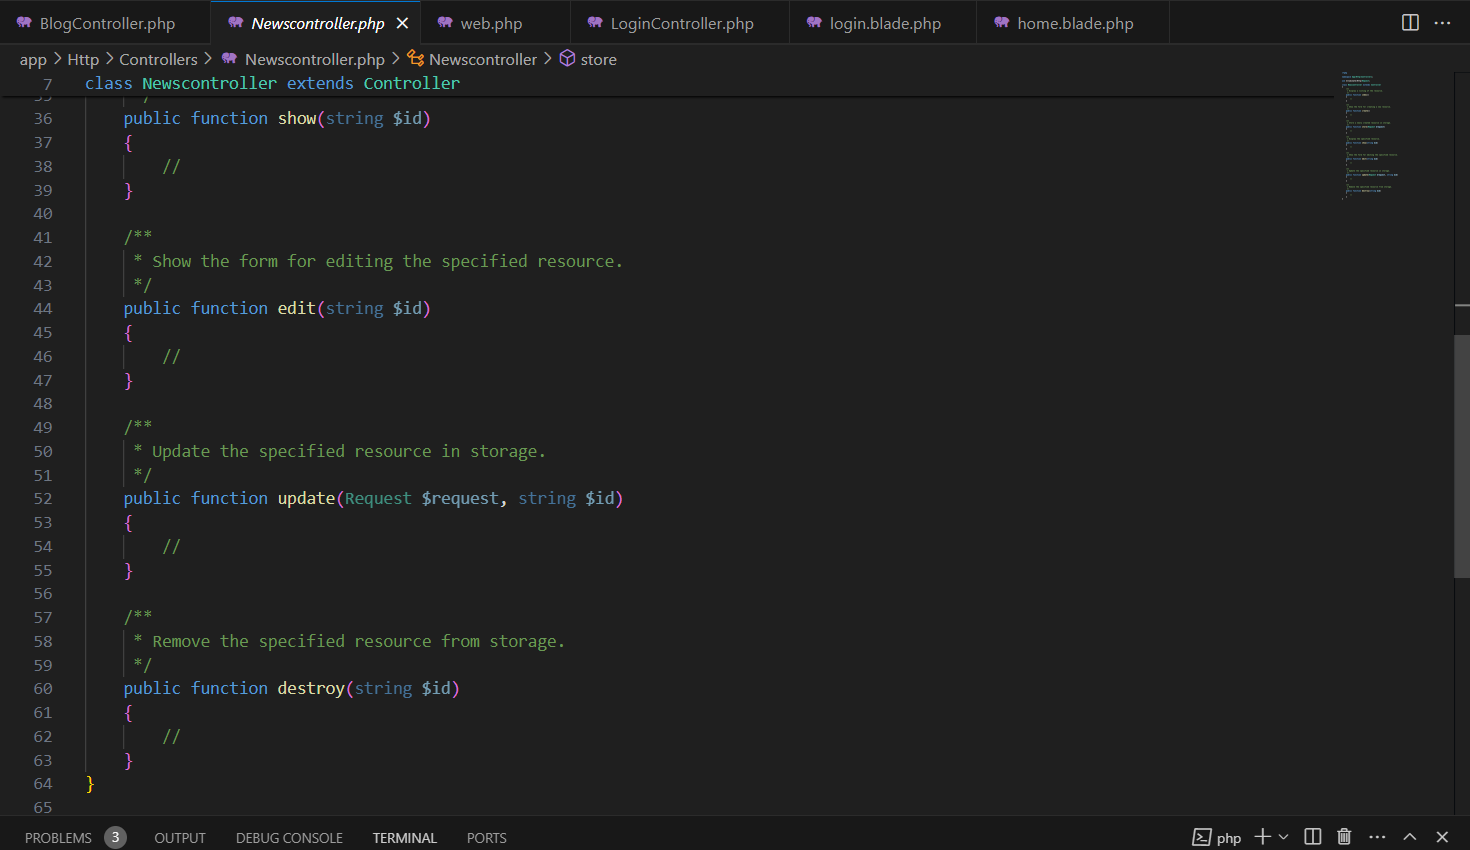 BlogController.php Newscontroller.php web.php LoginController.php login.blade.php home.blade.php
app > Http > Controllers > Newscontroller.php > Newscontroller > store
7 class Newscontroller extends Controller
36 public function show(string $id)
37 {
38 //
39 }
40
41 /**
42 * Show the form for editing the specified resource.
43 */
44 public function edit(string $id)
45 {
46 //
47 }
48
49 /**
50 * Update the specified resource in storage.
51 */
52 public function update(Request $request, string $id)
53 {
54 //
55 }
56
57 /**
58 * Remove the specified resource from storage.
59 */
60 public function destroy(string $id)
61 {
62 //
63 }
64 }
65
PROBLEMS 3 OUTPUT DEBUG CONSOLE TERMINAL PORTS php